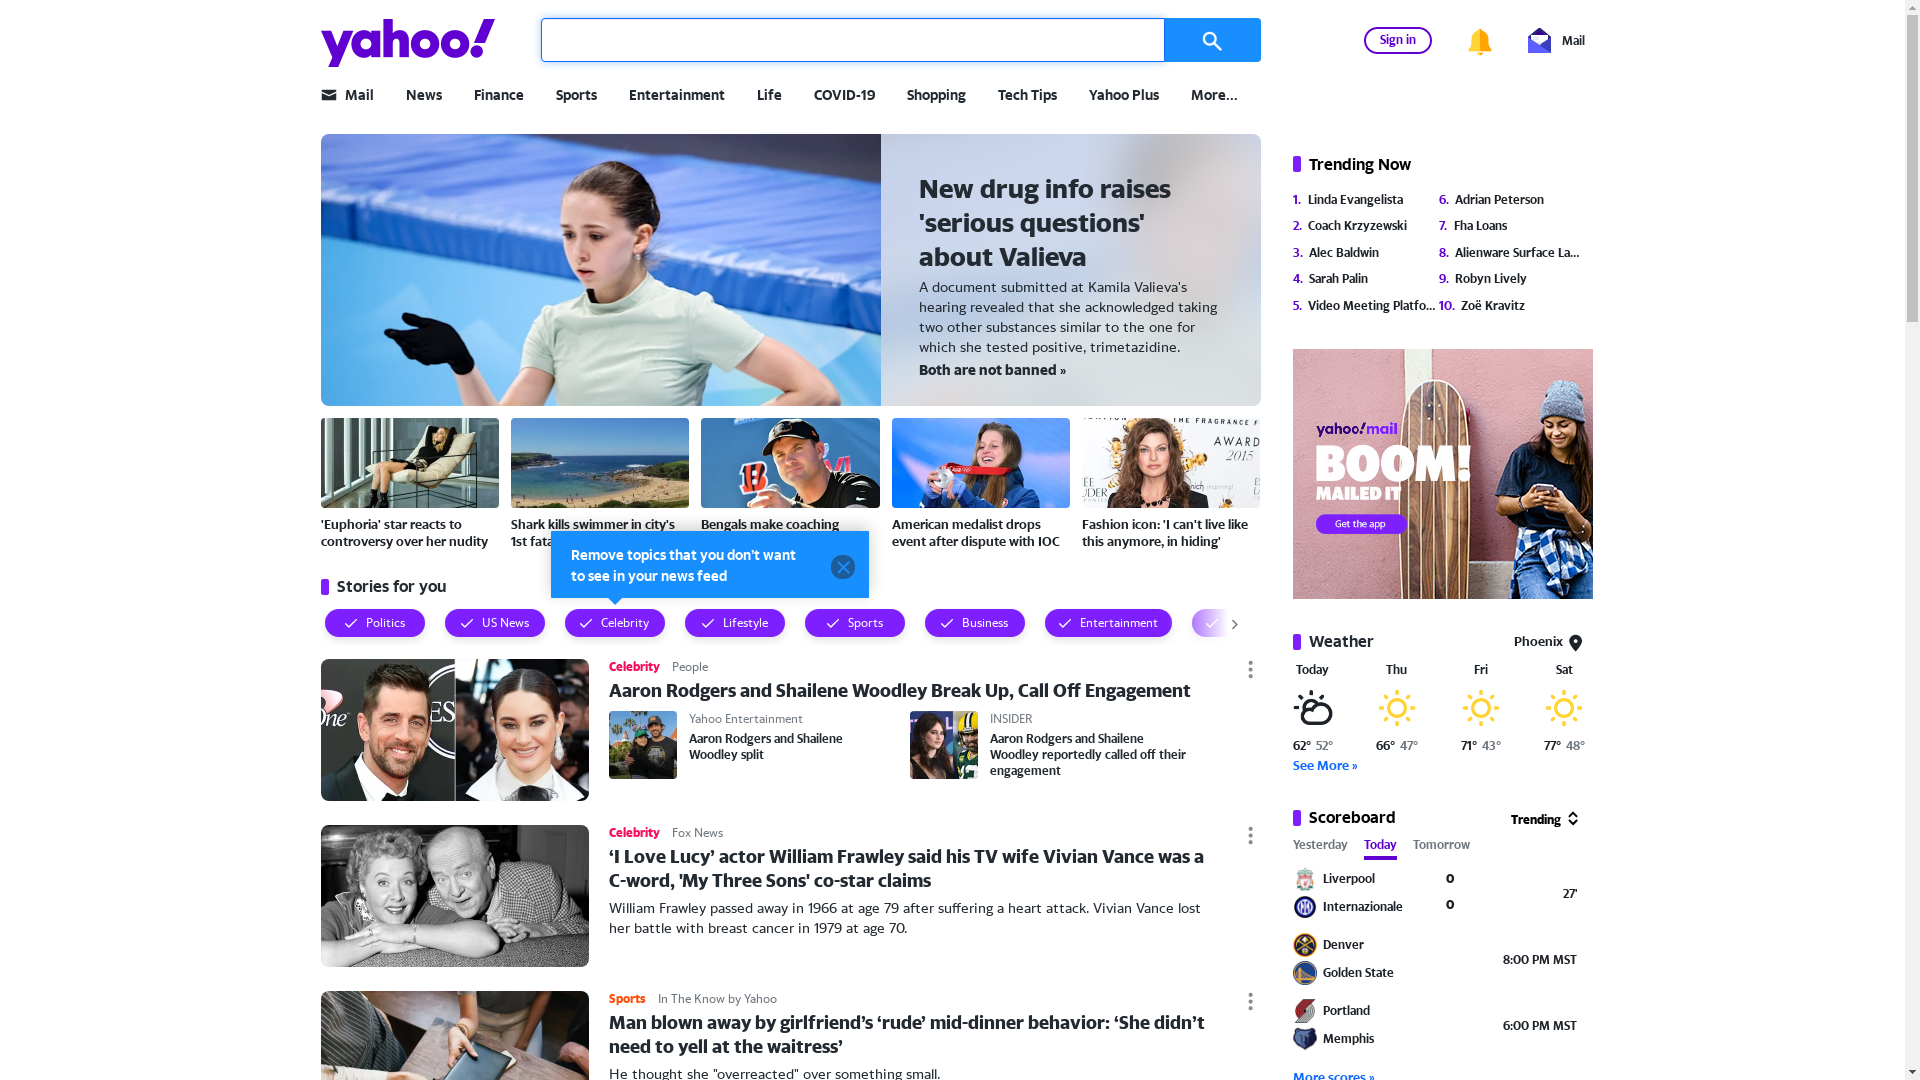 yahoo!
Sign in
Mail
Mail
News
Finance
Sports
Entertainment
Life
COVID-19
Shopping
Tech Tips
Yahoo Plus
More...
New drug info raises
'serious questions'
about Valieva
A document submitted at Kamila Valieva's
hearing revealed that she acknowledged taking
two other substances similar to the one for
which she tested positive, trimetazidine.
Both are not banned »
'Euphoria' star reacts to
controversy over her nudity
Shark kills swimmer in city's
1st fata
Bengals make coaching
American medalist drops
event after dispute with IOC
THE FRAGRANCE F
AWARD
2015
Fashion icon: 'I can't live like
this anymore, in hiding'
Remove topics that you don't want
to see in your news feed
Stories for you
Politics
US News
Celebrity
Lifestyle
Sports
Business
Entertainment
Celebrity People
Aaron Rodgers and Shailene Woodley Break Up, Call Off Engagement
Yahoo Entertainment
Aaron Rodgers and Shailene
Woodley split
INSIDER
Aaron Rodgers and Shailene
Woodley reportedly called off their
engagement
Celebrity Fox News
‘I Love Lucy’ actor William Frawley said his TV wife Vivian Vance was a
C-word, 'My Three Sons' co-star claims
William Frawley passed away in 1966 at age 79 after suffering a heart attack. Vivian Vance lost
her battle with breast cancer in 1979 at age 70.
Sports In The Know by Yahoo
Man blown away by girlfriend’s ‘rude’ mid-dinner behavior: ‘She didn’t
need to yell at the waitress’
He thought she "overreacted" over something small.
Trending Now
1. Linda Evangelista
2. Coach Krzyzewski
3. Alec Baldwin
4. Sarah Palin
5. Video Meeting Platfo...
6. Adrian Peterson
7. Fha Loans
8. Alienware Surface La...
9. Robyn Lively
10. Zoë Kravitz
yahoo!mail
BOOM!
MAILED IT
Get the app
Weather
Phoenix
Today Thu Fri Sat
62° 52° 66° 47° 71° 43° 77° 48°
See More »
Scoreboard
Trending
Yesterday Today Tomorrow
Liverpool 0
Internazionale 0
27'
Denver
Golden State
8:00 PM MST
Portland
Memphis
6:00 PM MST
More scores »